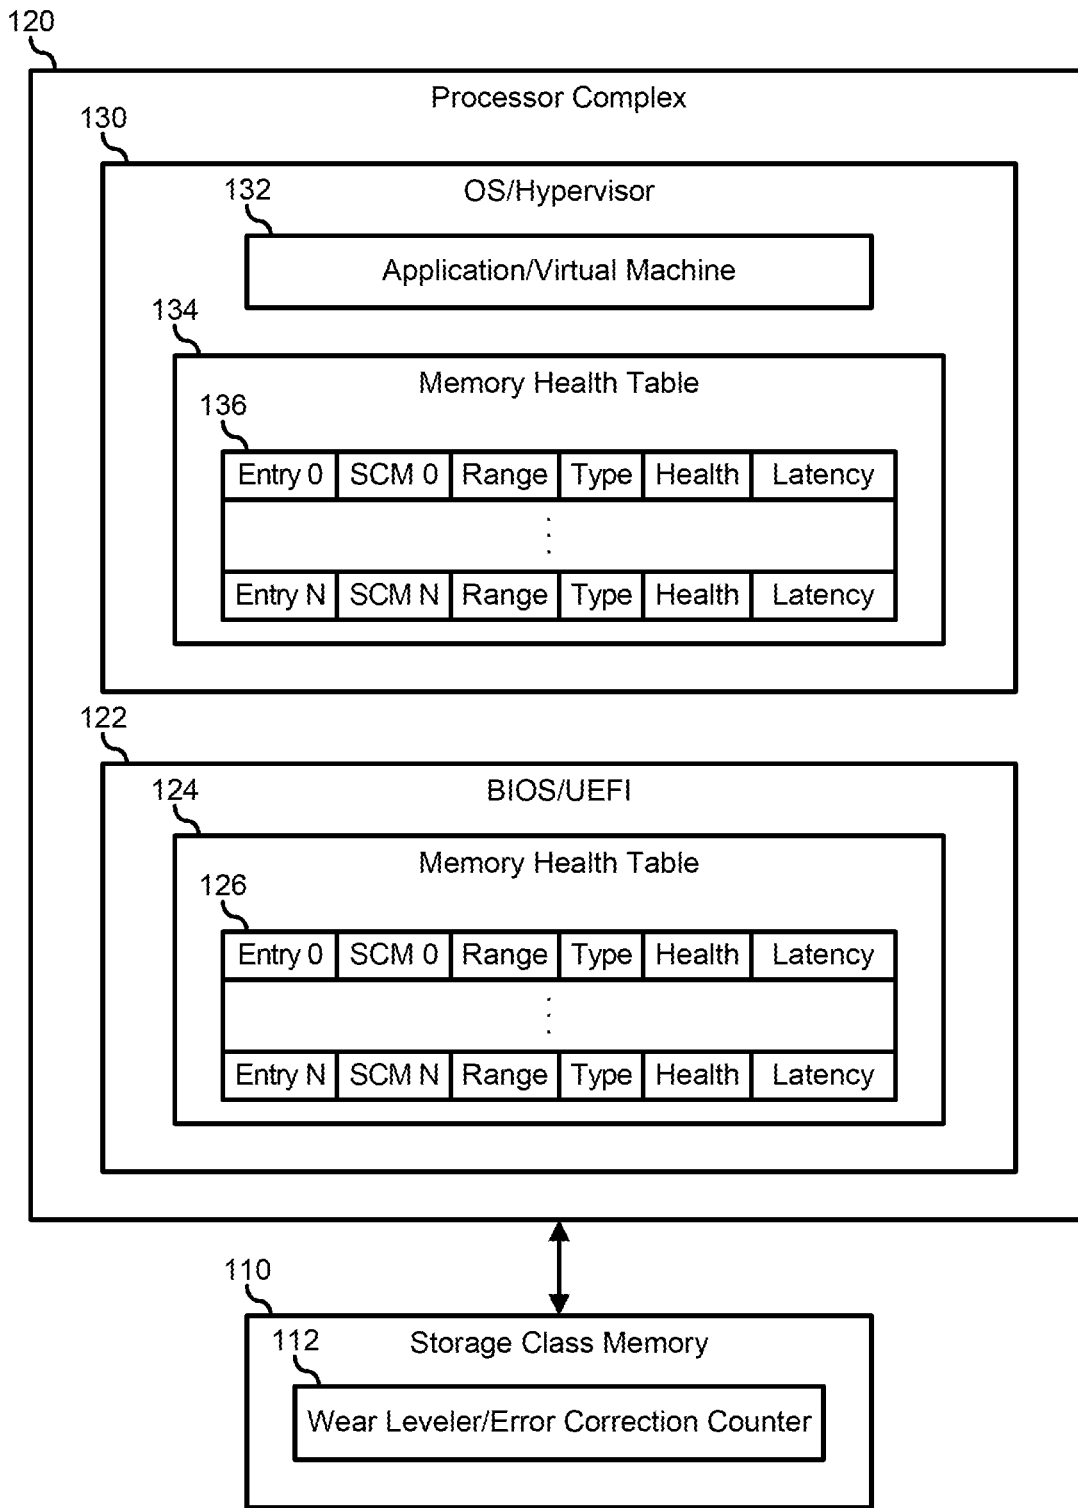 120
Processor Complex
130
OS/Hypervisor
132
Application/Virtual Machine
134
Memory Health Table
136
Entry 0 SCM 0 Range Type Health Latency
Entry N SCM N Range Type Health Latency
122
BIOS/UEFI
124
Memory Health Table
126
Entry 0 SCM 0 Range Type Health Latency
Entry N SCM N Range Type Health Latency
110
Storage Class Memory
112
Wear Leveler/Error Correction Counter